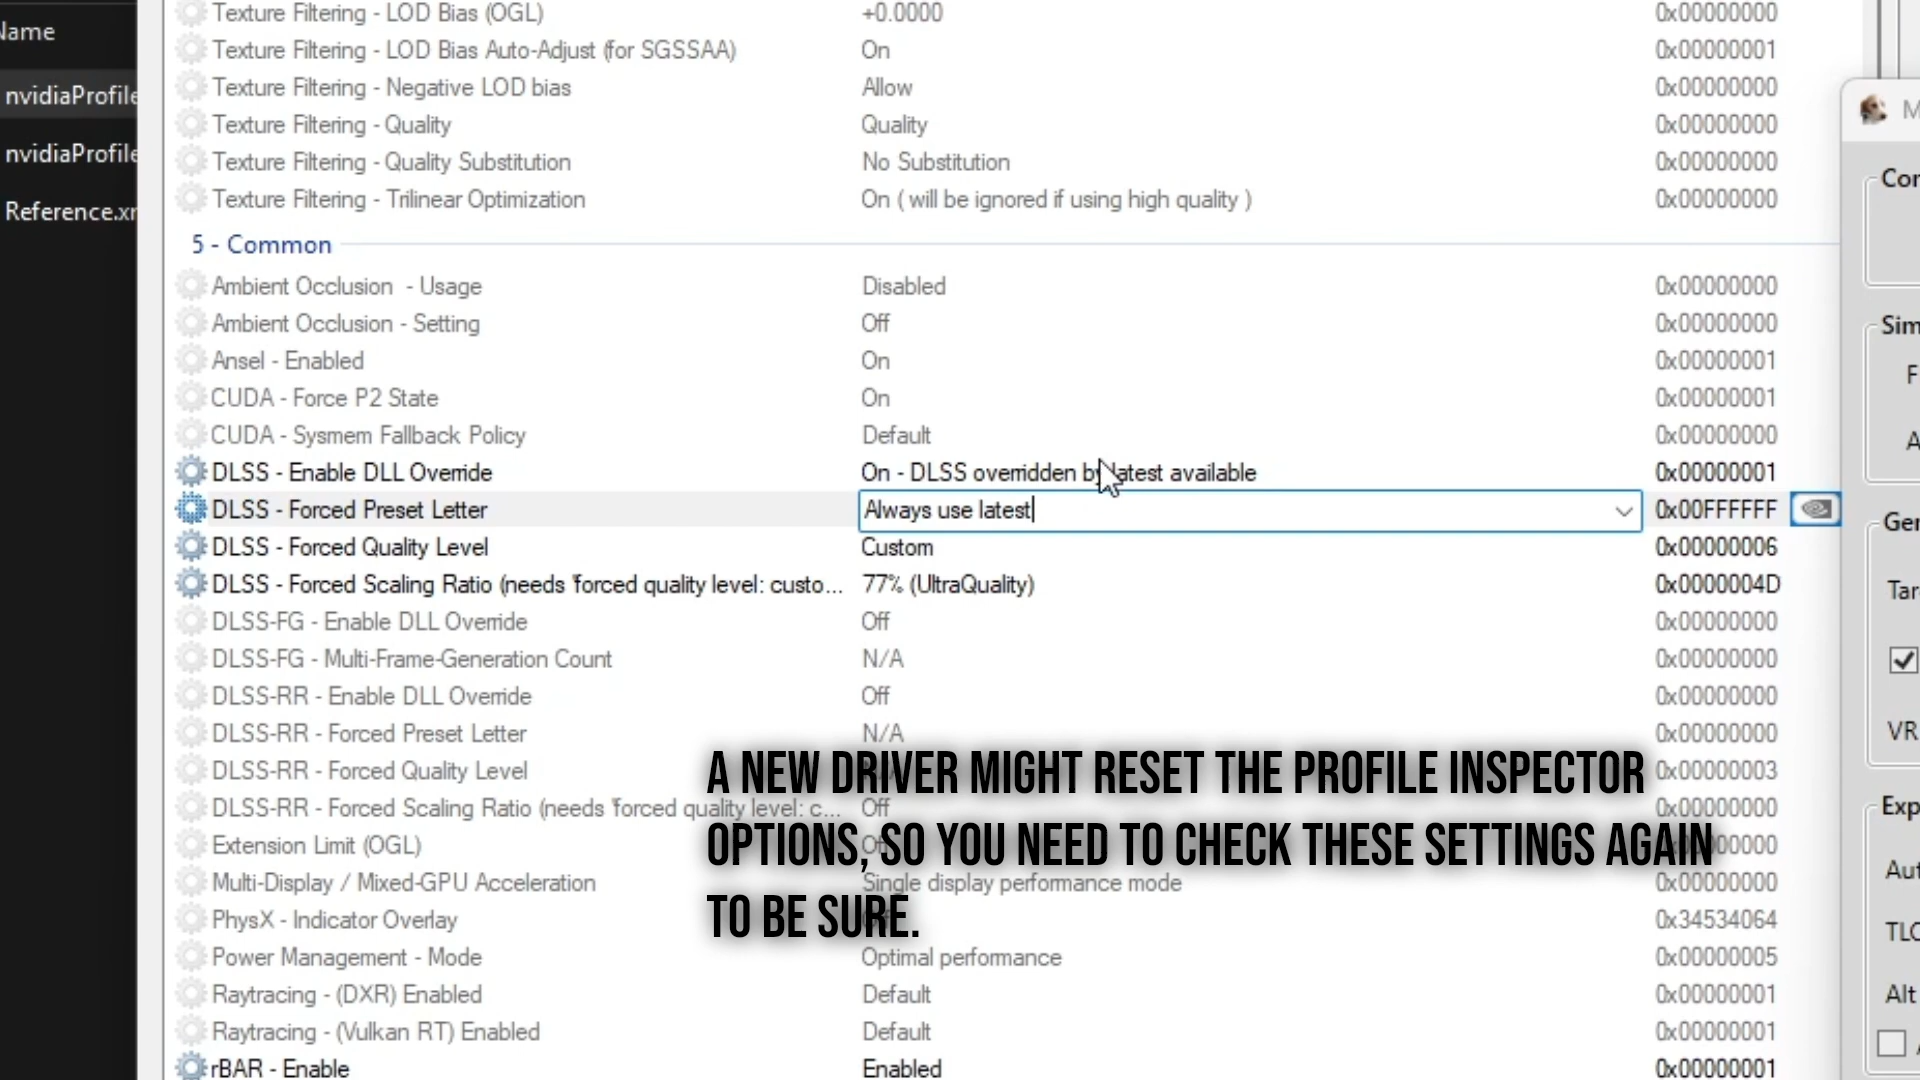 Name
nvidiaProfile
nvidiaProfile
Reference.x
Texture Filtering - LOD Bias (OGL) +0.0000 0x00000000
Texture Filtering - LOD Bias Auto-Adjust (for SGSSAA) On 0x00000001
Texture Filtering - Negative LOD bias Allow 0x00000000
Texture Filtering - Quality Quality 0x00000000
Texture Filtering - Quality Substitution No Substitution 0x00000000
Texture Filtering - Trilinear Optimization On ( will be ignored if using high quality ) 0x00000000
5 - Common
Ambient Occlusion - Usage Disabled 0x00000000
Ambient Occlusion - Setting Off 0x00000000
Ansel - Enabled On 0x00000001
CUDA - Force P2 State On 0x00000001
CUDA - Sysmem Fallback Policy Default 0x00000000
DLSS - Enable DLL Override On - DLSS overridden by latest available 0x00000001
DLSS - Forced Preset Letter Always use latest 0x00FFFFFF
DLSS - Forced Quality Level Custom 0x00000006
DLSS - Forced Scaling Ratio (needs 'forced quality level: custo... 77% (UltraQuality) 0x0000004D
DLSS-FG - Enable DLL Override Off 0x00000000
DLSS-FG - Multi-Frame-Generation Count N/A 0x00000000
DLSS-RR - Enable DLL Override Off 0x00000000
DLSS-RR - Forced Preset Letter N/A 0x00000000
DLSS-RR - Forced Quality Level 0x00000003
DLSS-RR - Forced Scaling Ratio (needs 'forced quality level: c... Off 0x00000000
Extension Limit (OGL)
Multi-Display / Mixed-GPU Acceleration Single display performance mode 0x00000000
PhysX - Indicator Overlay 0x34534064
Power Management - Mode Optimal performance 0x00000005
Raytracing - (DXR) Enabled Default 0x00000001
Raytracing - (Vulkan RT) Enabled Default 0x00000001
rBAR - Enable Enabled 0x00000001
A NEW DRIVER MIGHT RESET THE PROFILE INSPECTOR
OPTIONS, SO YOU NEED TO CHECK THESE SETTINGS AGAIN
TO BE SURE.
M
Cor
Sim
F
A
Ger
Tar
VR
Exp
Aut
TLC
Alt